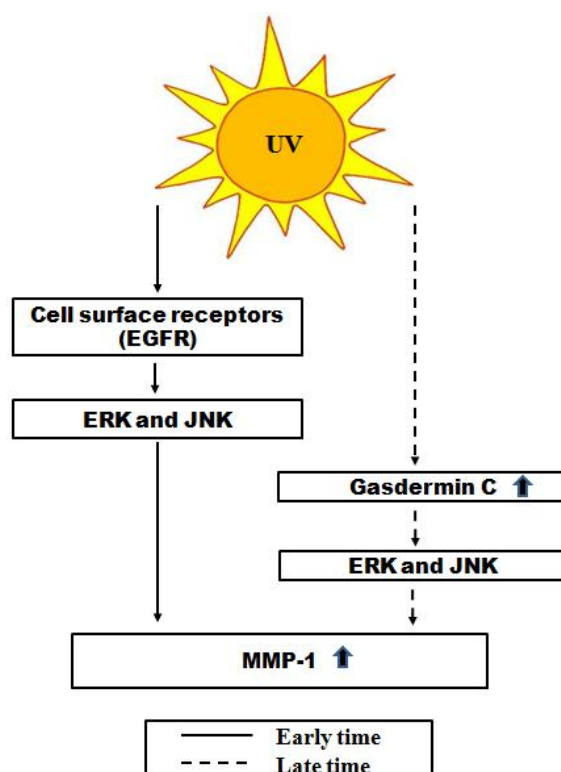 UV
Cell surface receptors
(EGFR)
ERK and JNK
Gasdermin C
ERK and JNK
MMP-1
Early time
Late time